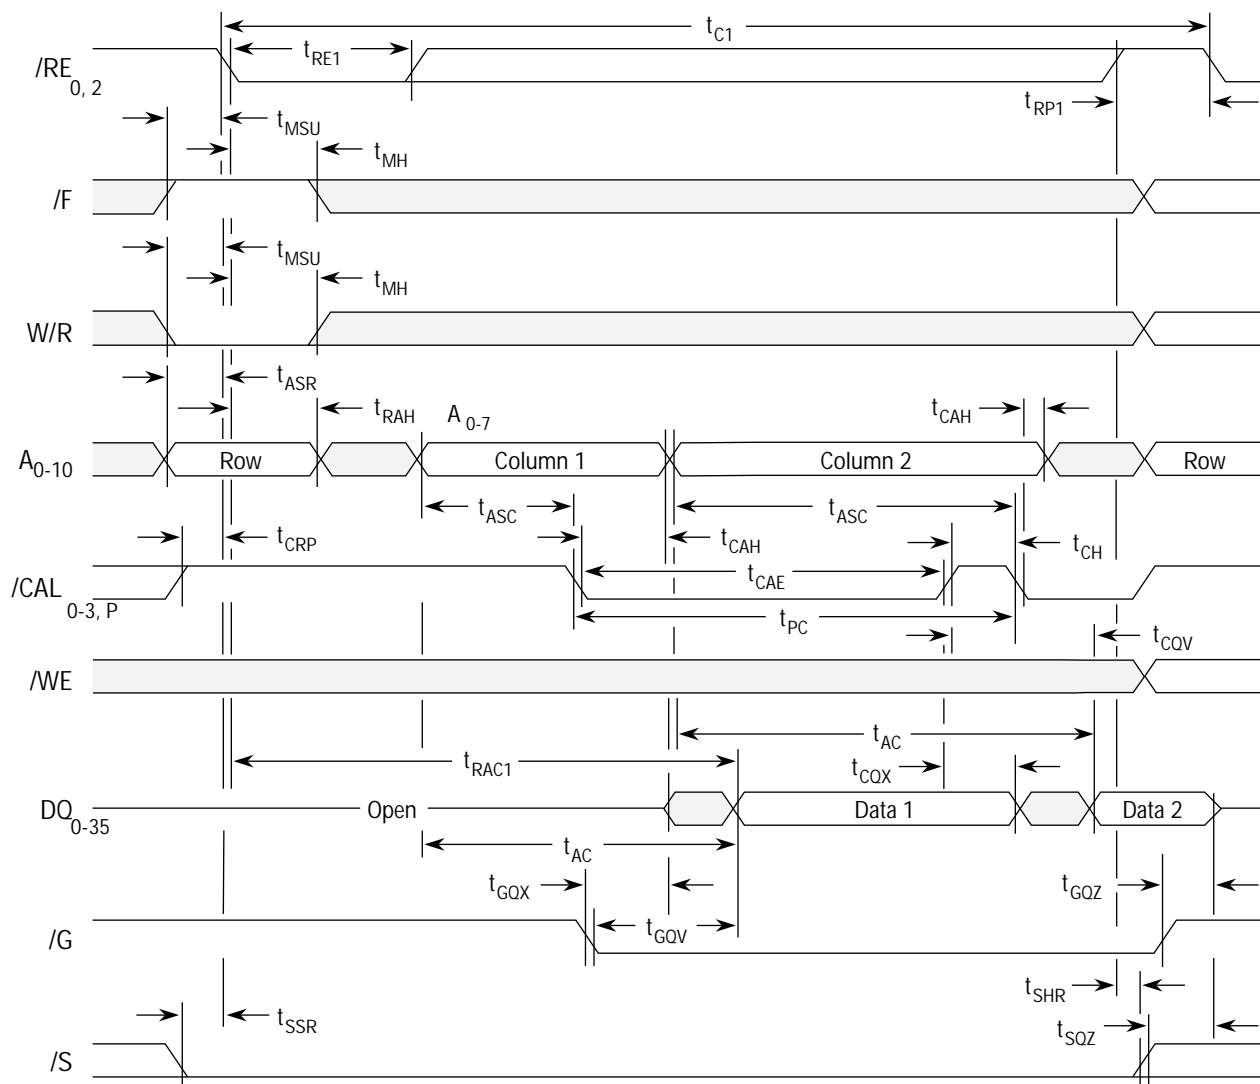 tC1
tRE1
/RE0, 2
tRP1
tMSU
tMH
/F
tMSU
tMH
W/R
tASR
tRAH
A0-7
tCAH
A0-10
Row
Column 1
Column 2
Row
tASC
tASC
tCRP
tCAH
tCH
/CAL0-3, P
tCAE
tPC
tCQV
/WE
tAC
tRAC1
tCQX
DQ0-35
Open
Data 1
Data 2
tAC
tGQX
tGQZ
/G
tGQV
tSHR
tSSR
tSQZ
/S